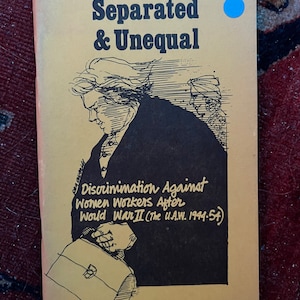 Separated
& Unequal
Discrimination Against
Women Workers After
World War II (The U.A.W. 1944-54)